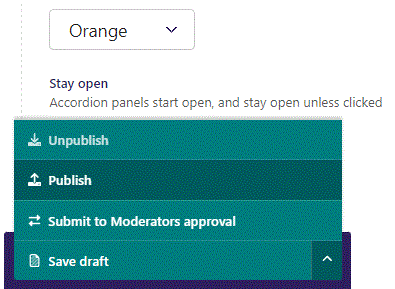 Orange
Stay open
Accordion panels start open, and stay open unless clicked
Unpublish
Publish
Submit to Moderators approval
Save draft